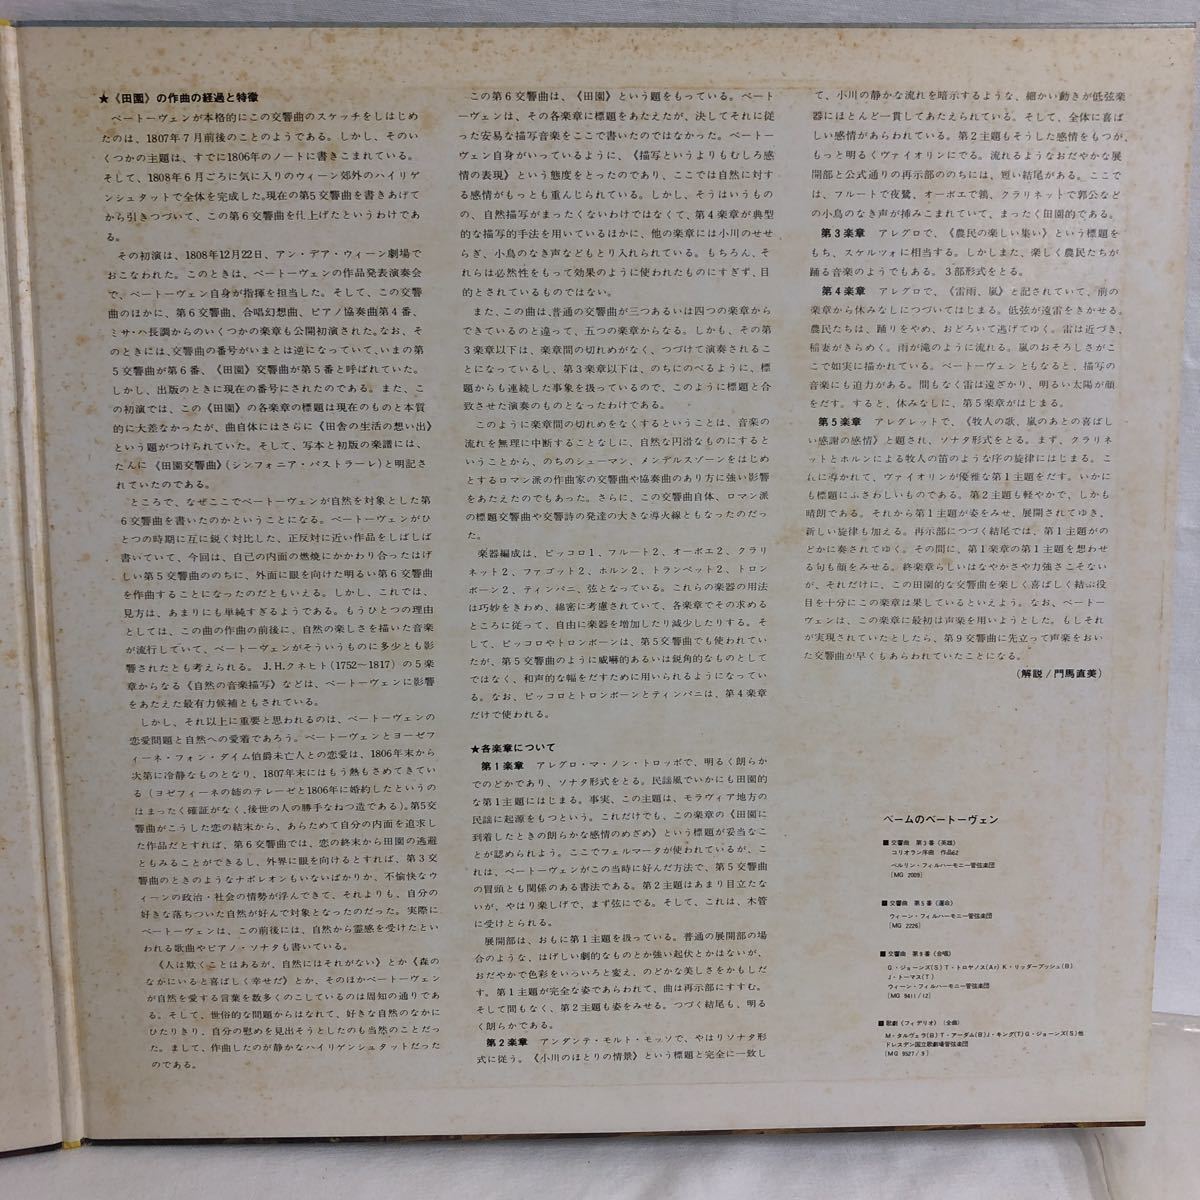 ★《田園》の作曲の経過と特徴
ベートーヴェンが本格的にこの交響曲のスケッチをしはじめ
たのは、1807年7月前後のことのようである。しかし、そのい
くつかの主題は、すでに1806年のノートに書きこまれている。
そして、1808年6月ごろに気に入りのウィーン郊外のハイリゲ
ンシュタットで全体を完成した。現在の第5交響曲を書きあげて
から引きつづいて、この第6交響曲を仕上げたというわけであ
る。
その初演は、1808年12月22日、アン・デア・ウィーン劇場で
おこなわれた。このときは、ベートーヴェンの作品発表演奏会
で、ベートーヴェン自身が指揮を担当した。そして、この交響
曲のほかに、第6交響曲、合唱幻想曲、ピアノ協奏曲第4番、
ミサ・ハ長調からのいくつかの楽章も公開初演された。なお、そ
のときには、交響曲の番号がいまとは逆になっていて、いまの第
5交響曲が第6番、《田園》交響曲が第5番と呼ばれていた。
しかし、出版のときに現在の番号にされたのである。また、こ
の初演では、この《田園》の各楽章の標題は現在のものと本質
的に大差なかったが、曲自体にはさらに《田舎の生活の想い出》
という題がつけられていた。そして、写本と初版の楽譜には、
たんに《田園交響曲》(シンフォニア・パストラーレ)と明記さ
れていたのである。
ところで、なぜここでベートーヴェンが自然を対象とした第
6交響曲を書いたのかということになる。ベートーヴェンがひ
とつの時期に互に鋭く対比した、正反対に近い作品をしばしば
書いていて、今回は、自己の内面の燃焼にかかわり合ったはげ
しい第5交響曲ののちに、外面に眼を向けた明るい第6交響曲
を作ることになったのだともいえる。しかし、これでは、
見方は、あまりにも単純すぎるようである。もうひとつの理由
としては、この曲の作曲の前後に、自然の楽しさを描いた音楽
が流行していて、ベートーヴェンがそういうものに多少とも影
響されたとも考えられる。J.H.クネヒト(1752〜1817)の5楽
章からなる《自然の音楽描写》などは、ベートーヴェンに影響
をあたえた最有力候補ともされている。
しかし、それ以上に重要と思われるのは、ベートーヴェンの
恋愛問題と自然への愛着であろう。ベートーヴェンとヨーゼフ
ィーネ・フォン・ダイム伯爵未亡人との恋愛は、1806年末から
次第に冷静なものとなり、1807年末にはもう熱もさめてきてい
る(ヨゼフィーネの姉のテレーゼと1806年に婚約したというの
はまったく確証がなく、後世の人の勝手なねつ造である)。第5交
響曲がこうした恋の結末から、あらためて自分の内面を追求し
た作品だとすれば、第6交響曲では、恋の終末から田園の逃避
ともみることができるし、外界に眼を向けるとすれば、第3交
響曲のときのようなナポレオンもいないばかりか、不愉快なウ
ィーンの政治・社会の情勢が浮んできて、それよりも、自分の
好きな落ちついた自然が好んで対象となったのだった。実際に
ベートーヴェンは、この前後には、自然から霊感を受けたとい
われる歌曲やピアノ・ソナタも書いている。
《人は欺くことはあるが、自然にはそれがない》とか《森の
なかにいると喜ばしく幸せだ》とか、そのほかベートーヴェン
が自然を愛する言葉を数多くのこしているのは周知の通りであ
る。そして、世俗的な問題からはなれて、好きな自然のなかに
ひたりきり、自分の慰めを見出そうとしたのも当然のことだっ
た。まして、作曲したのが静かなハイリゲンシュタットだった
のである。
この第6交響曲は、《田園》という題をもっている。ベート
ーヴェンは、その各楽章に標題をあたえたが、決してそれに従
った安易な描写音楽をここで書いたのではなかった。ベートー
ヴェン自身がいっているように、《描写というよりもむしろ感
情の表現》という態度をとったのであり、ここでは自然に対す
る感情がもっとも重んじられている。しかし、そうはいうもの
の、自然描写がまったくないわけではなくて、第4楽章が典型
的な描写的手法を用いているほかに、他の楽章には小川のせせ
らぎ、小鳥のなき声などもとり入れられている。もちろん、そ
れらは必然性をもって効果のように使われたものにすぎず、目
的とされているものではない。
また、この曲は、普通の交響曲が三つあるいは四つの楽章から
できているのと違って、五つの楽章からなる。しかも、その第
3楽章以下は、楽章間の切れめがなく、つづけて演奏されるこ
とになっているし、第3楽章以下は、のちにのべるように、標
題からも連続した事象を扱っているので、このように標題と合
致させた演奏のものとなったわけである。
このように楽章間の切れめをなくするということは、音楽の
流れを無理に中断することなしに、自然な円滑なものにすると
いうことから、のちのシューマン、メンデルスゾーンをはじめ
とするロマン派の作曲家の交響曲や協奏曲のあり方に強い影響
をあたえたのでもあった。さらに、この交響曲自体、ロマン派
の標題交響曲や交響詩の発達の大きな導火線ともなったのだっ
た。
楽器編成は、ピッコロ1、フルート2、オーボエ2、クラリ
ネット2、ファゴット2、ホルン2、トランペット2、トロン
ボーン2、ティンパニ、弦となっている。これらの楽器の用法
は巧妙をきわめ、綿密に考慮されていて、各楽章でその求める
ところに従って、自由に楽器を増加したり減少したりする。そ
して、ピッコロやトロンボーンは、第5交響曲でも使われてい
たが、第5交響曲のように威嚇的あるいは鋭角的なものとして
ではなく、和声的な幅をだすために用いられるようになってい
る。なお、ピッコロとトロンボーンとティンパニは、第4楽章
だけで使われる。
★各楽章について
第1楽章 アレグロ・マ・ノン・トロッポで、明るく朗らか
でのどかであり、ソナタ形式をとる。民謡風でいかにも田園的
な第1主題にはじまる。事実、この主題は、モラヴィア地方の
民謡に起源をもつという。これだけでも、この楽章の《田園に
到着したときの朗らかな感情のめざめ》という標題が妥当なこ
とが認められよう。ここでフェルマータが使われているが、こ
れは、ベートーヴェンがこの当時に好んだ方法で、第5交響曲
の冒頭とも関係のある書法である。第2主題はあまり目立たな
いが、やはり楽しげで、まず弦にでる。そして、これは、木管
に受けとられる。
展開部は、おもに第1主題を扱っている。普通の展開部の場
合のような、はげしい劇的なものとか強い起伏とかはないが、
おだやかで色彩をいろいろと変え、のどかな美しさをかもしだ
す。第1主題が完全な姿であらわれて、曲は再示部にすすむ。
そして間もなく、第2主題も姿をみせる。つづく結尾も、明る
く朗らかである。
第2楽章 アンダンテ・モルト・モッソで、やはりソナタ形
式に従う。《小川のほとりの情景》という標題と完全に一致し
て、小川の静かな流れを暗示するような、細かい動きが低弦楽
器にほとんど一貫してあたえられている。そして、全体に喜ば
しい感情があらわれている。第2主題もそうした感情をもつが、
もっと明るくヴァイオリンにでる。流れるようなおだやかな展
開部と公式通りの再示部ののちには、短い結尾がある。ここで
は、フルートで夜鶯、オーボエで鶉、クラリネットで郭公など
の小鳥のなき声が挿みこまれていて、まったく田園的である。
第3楽章 アレグロで、《農民の楽しい集い》という標題を
もち、スケルツォに相当する。しかしまた、楽しく農民たちが
踊る音楽のようでもある。3部形式をとる。
第4楽章 アレグロで、《雷雨、嵐》と記されていて、前の
楽章から休みなしにつづいてはじまる。低弦が遠雷をきかせる。
農民たちは、踊りをやめ、おどろいて逃げてゆく。雷は近づき、
稲妻がきらめく。雨が滝のように流れる。嵐のおそろしさがこ
こで如実に描かれている。ベートーヴェンともなると、描写の
音楽にも迫力がある。間もなく雷は遠ざかり、明るい太陽が顔
をだす。すると、休みなしに、第5楽章がはじまる。
第5楽章 アレグレットで、《牧人の歌、嵐のあとの喜ばし
い感謝の感情》と題され、ソナタ形式をとる。まず、クラリネ
ットとホルンによる牧人の笛のような序の旋律にはじまる。こ
れに導かれて、ヴァイオリンが優雅な第1主題をだす。いかに
も標題にふさわしいものである。第2主題も軽やかで、しかも
晴朗である。それから第1主題が姿をみせ、展開されてゆき、
新しい旋律も加える。再示部につづく結尾では、第1主題がの
どかに奏されてゆく。その間に、第1楽章の第1主題を想わせ
る句も顔をみせる。終楽章らしいはなやかさや力強さこそない
が、それだけに、この田園的な交響曲を楽しく喜ばしく結ぶ役
目を十分にこの楽章は果しているといえよう。なお、ベートー
ヴェンは、この楽章に最初は声楽を用いようとした。もしそれ
が実現されていたとしたら、第9交響曲に先立って声楽をおい
た交響曲が早くもあらわれていたことになる。
(解説/門馬直美)
ベームのベートーヴェン
■交響曲 第3番《英雄》
コリオラン序曲 作品62
ベルリン・フィルハーモニー管弦楽団
[MG 2009]
■交響曲 第5番《運命》
ウィーン・フィルハーモニー管弦楽団
[MG 2226]
■交響曲 第9番《合唱》
G・ジョーンズ(S) T・トロヤノス(Ar) K・リッダーブッシュ(B)
J・トーマス(T)
ウィーン・フィルハーモニー管弦楽団
[MG 9411/12]
■歌劇《フィデリオ》(全曲)
M・タルヴェラ(B) T・アーダム(B) J・キング(T) G・ジョーンズ(S)他
ドレスデン国立歌劇場管弦楽団
[MG 9527/9]